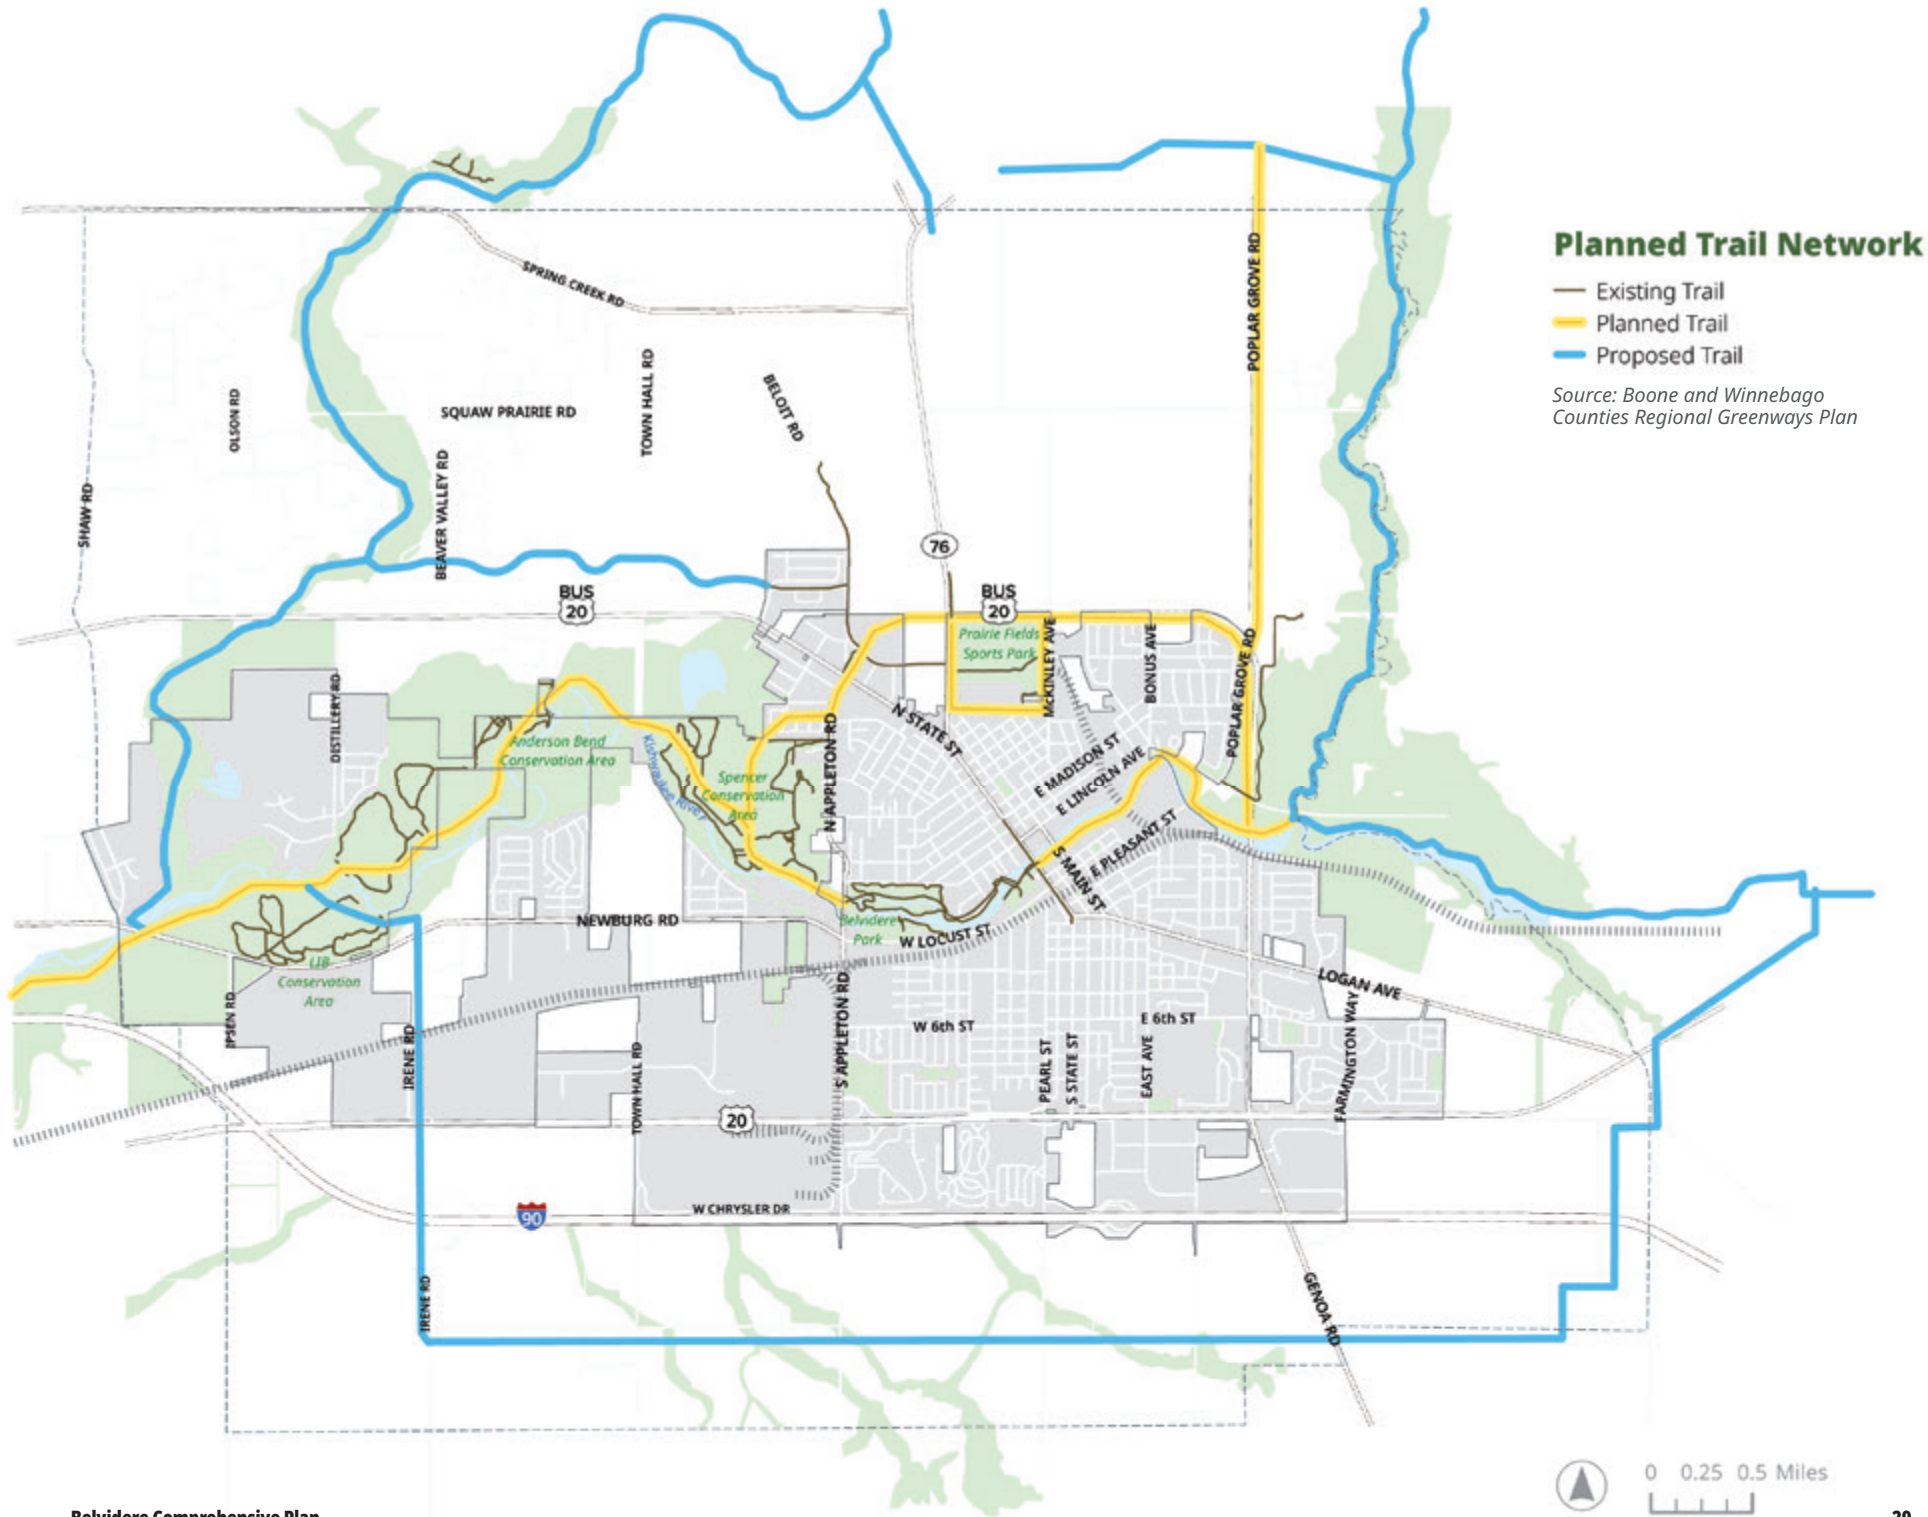 Planned Trail Network
Existing Trail
Planned Trail
Proposed Trail
Source: Boone and Winnebago
Counties Regional Greenways Plan
SPRING CREEK RD
POPLAR GROVE RD
OLSON RD
SQUAW PRAIRIE RD
TOWN HALL RD
BELOIT RD
SHAW RD
BEAVER VALLEY RD
76
BUS
20
BUS
20
Prairie Fields
Sports Park
McKINLEY AVE
BONUS AVE
POPLAR GROVE RD
DISTILLERY RD
Anderson Bend
Conservation Area
Kishwaukee River
Spencer
Conservation
Area
N APPLETON RD
N STATE ST
E MADISON ST
E LINCOLN AVE
E PLEASANT ST
S MAIN ST
NEWBURG RD
Belvidere
Park
W LOCUST ST
LIB
Conservation
Area
LOGAN AVE
IPSEN RD
IRENE RD
TOWN HALL RD
S APPLETON RD
W 6th ST
E 6th ST
PEARL ST
S STATE ST
EAST AVE
FARMINGTON WAY
20
W CHRYSLER DR
90
IRENE RD
GENOA RD
0 0.25 0.5 Miles
Belvidere Comprehensive Plan
29